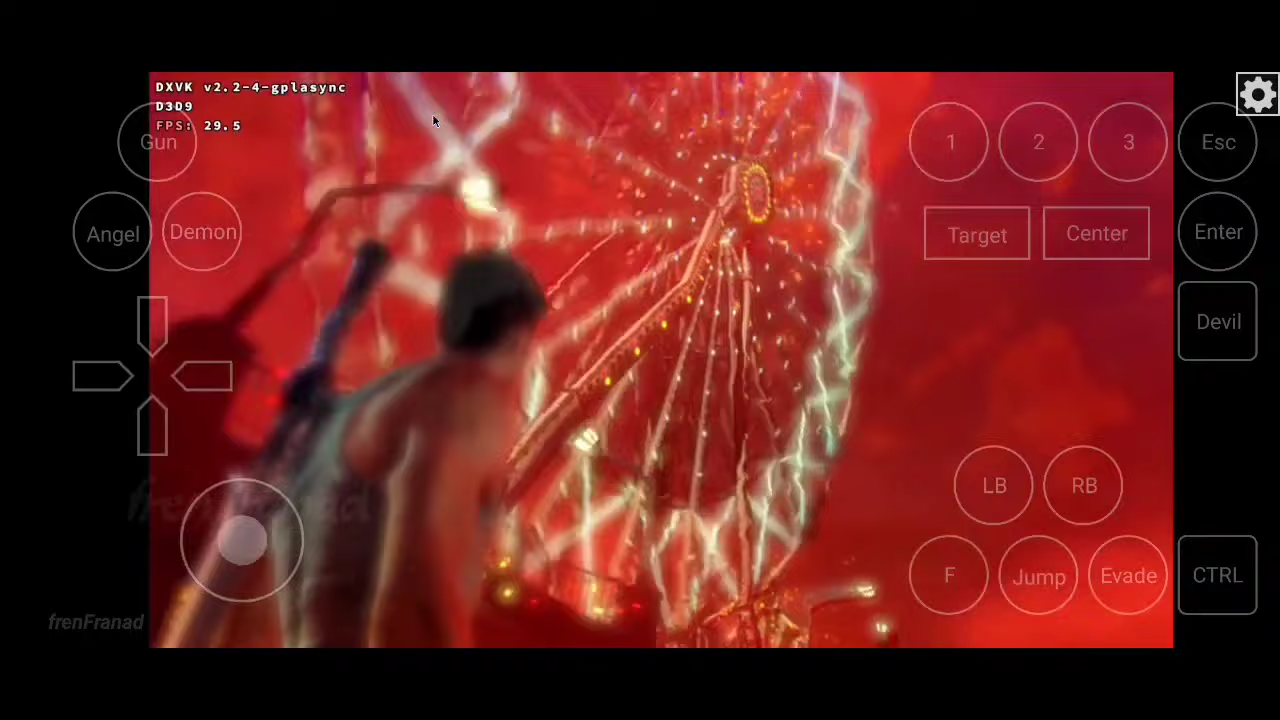 DXVK v2.2-4-gplasync
D3D9
FPS: 29.5
Gun
1
2
3
Esc
Angel
Demon
Target
Center
Enter
Devil
LB
RB
frenFranad
F
Jump
Evade
CTRL
frenFranad